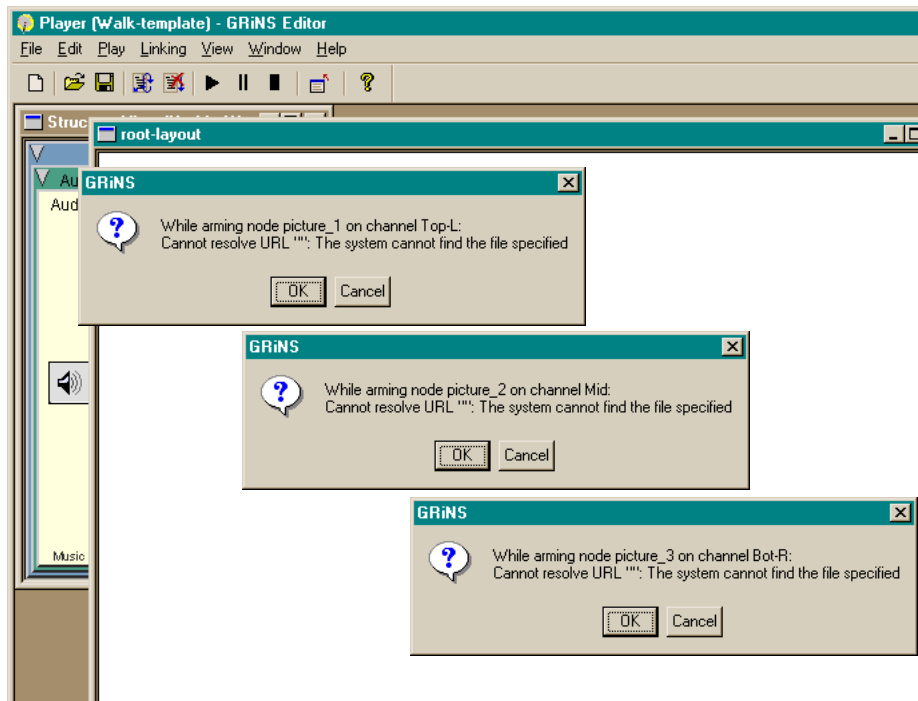 Player (Walk-template) - GRiNS Editor
File Edit Play Linking View Window Help
Struc
root-layout
Au
Aud
GRiNS
While arming node picture_1 on channel Top-L:
Cannot resolve URL "": The system cannot find the file specified
OK Cancel
GRiNS
While arming node picture_2 on channel Mid:
Cannot resolve URL "": The system cannot find the file specified
OK Cancel
GRiNS
While arming node picture_3 on channel Bot-R:
Cannot resolve URL "": The system cannot find the file specified
OK Cancel
Music